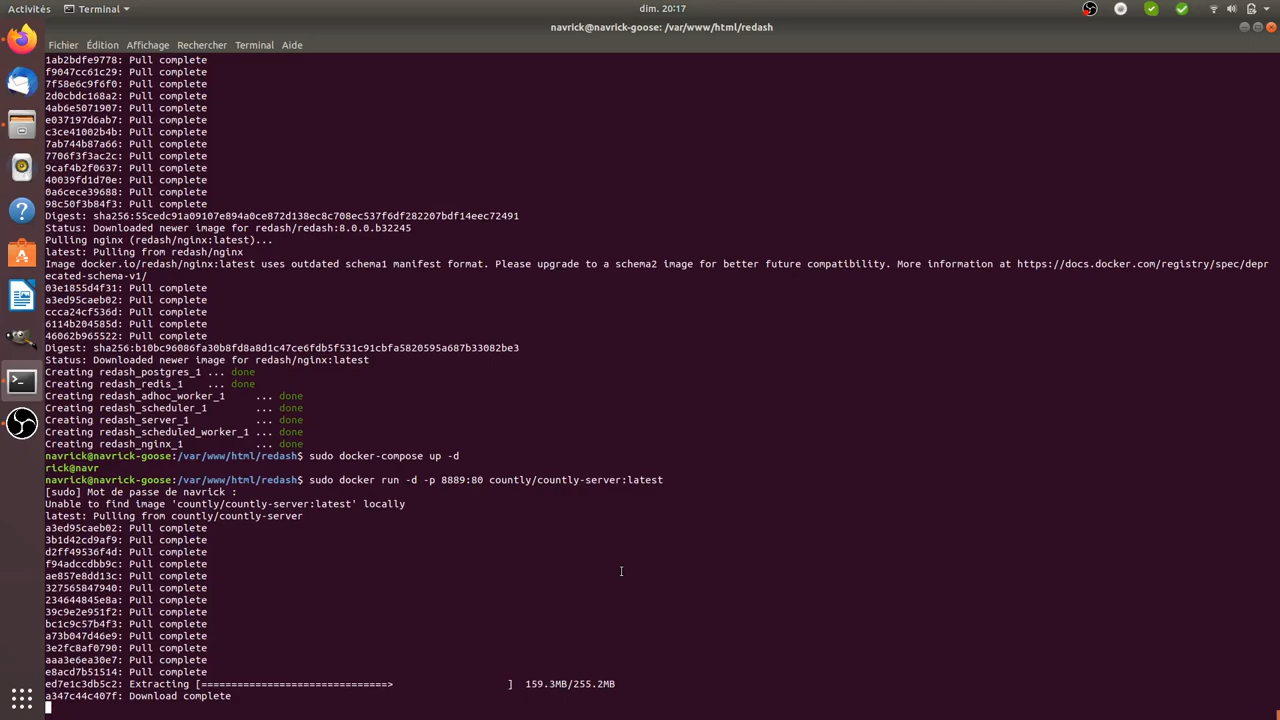 Activités
Terminal
dim. 20:17
navrick@navrick-goose: /var/www/html/redash
Fichier Édition Affichage Rechercher Terminal Aide
1ab2bdfe9778: Pull complete
f9047cc61c29: Pull complete
7f58e6c9f6f0: Pull complete
2d0cbdc168a2: Pull complete
4ab6e5071907: Pull complete
e037197d6ab7: Pull complete
c3ce41002b4b: Pull complete
7ab744b87a66: Pull complete
7706f3f3ac2c: Pull complete
9caf4b2f0637: Pull complete
40039fd1d70e: Pull complete
0a6cece39688: Pull complete
98c50f3b84f3: Pull complete
Digest: sha256:55cedc91a09107e894a0ce872d138ec8c708ec537f6df282207bdf14eec72491
Status: Downloaded newer image for redash/redash:8.0.0.b32245
Pulling nginx (redash/nginx:latest)...
latest: Pulling from redash/nginx
Image docker.io/redash/nginx:latest uses outdated schema1 manifest format. Please upgrade to a schema2 image for better future compatibility. More information at https://docs.docker.com/registry/spec/depr
ecated-schema-v1/
03e1855d4f31: Pull complete
a3ed95caeb02: Pull complete
ccca24cf536d: Pull complete
6114b204585d: Pull complete
46062b965522: Pull complete
Digest: sha256:b10bc96086fa30b8fd8a8d1c47ce6fdb5f531c91cbfa5820595a687b33082be3
Status: Downloaded newer image for redash/nginx:latest
Creating redash_postgres_1 ... done
Creating redash_redis_1    ... done
Creating redash_adhoc_worker_1     ... done
Creating redash_scheduler_1        ... done
Creating redash_server_1           ... done
Creating redash_scheduled_worker_1 ... done
Creating redash_nginx_1            ... done
navrick@navrick-goose:/var/www/html/redash$ sudo docker-compose up -d
rick@navr
navrick@navrick-goose:/var/www/html/redash$ sudo docker run -d -p 8889:80 countly/countly-server:latest
[sudo] Mot de passe de navrick :
Unable to find image 'countly/countly-server:latest' locally
latest: Pulling from countly/countly-server
a3ed95caeb02: Pull complete
3b1d42cd9af9: Pull complete
d2ff49536f4d: Pull complete
f94adccdbb9c: Pull complete
ae857e8dd13c: Pull complete
327565847940: Pull complete
234644845e8a: Pull complete
39c9e2e951f2: Pull complete
bc1c9c57b4f3: Pull complete
a73b047d46e9: Pull complete
3e2fc8af0790: Pull complete
aaa3e6ea30e7: Pull complete
e8acd7b51514: Pull complete
ed7e1c3db5c2: Extracting [===============================>                   ]  159.3MB/255.2MB
a347c44c407f: Download complete